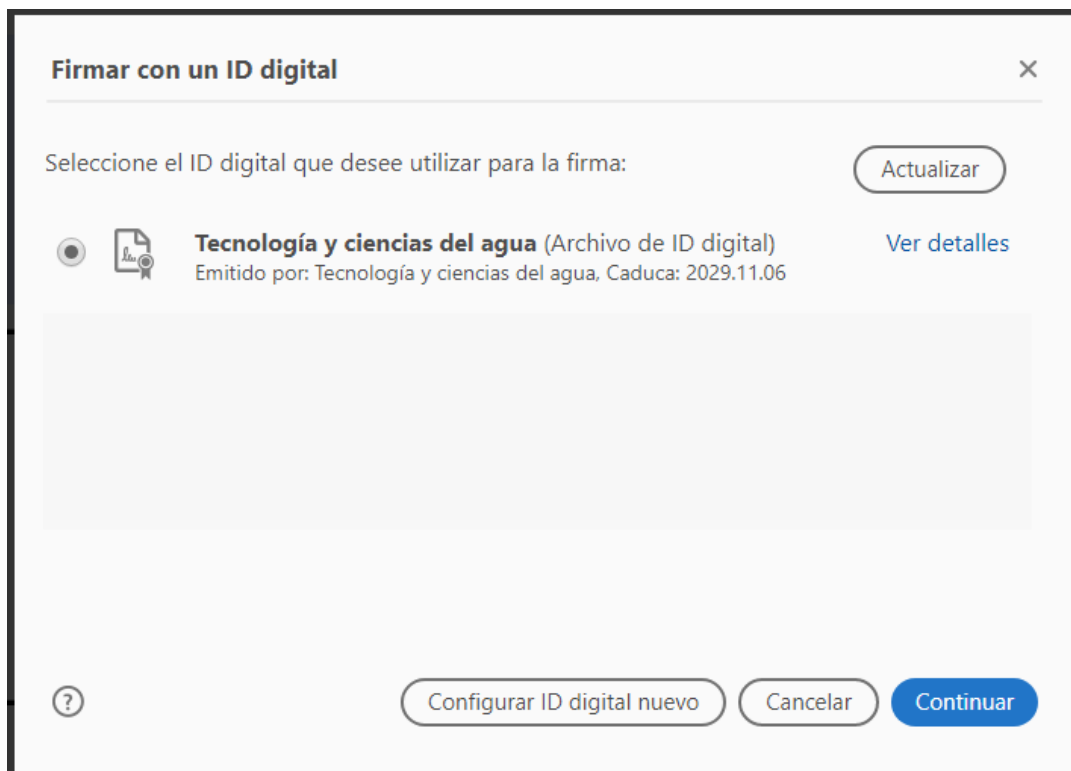 Firmar con un ID digital
Seleccione el ID digital que desee utilizar para la firma:
Actualizar
Tecnología y ciencias del agua (Archivo de ID digital)
Ver detalles
Emitido por: Tecnología y ciencias del agua, Caduca: 2029.11.06
?
Configurar ID digital nuevo
Cancelar
Continuar